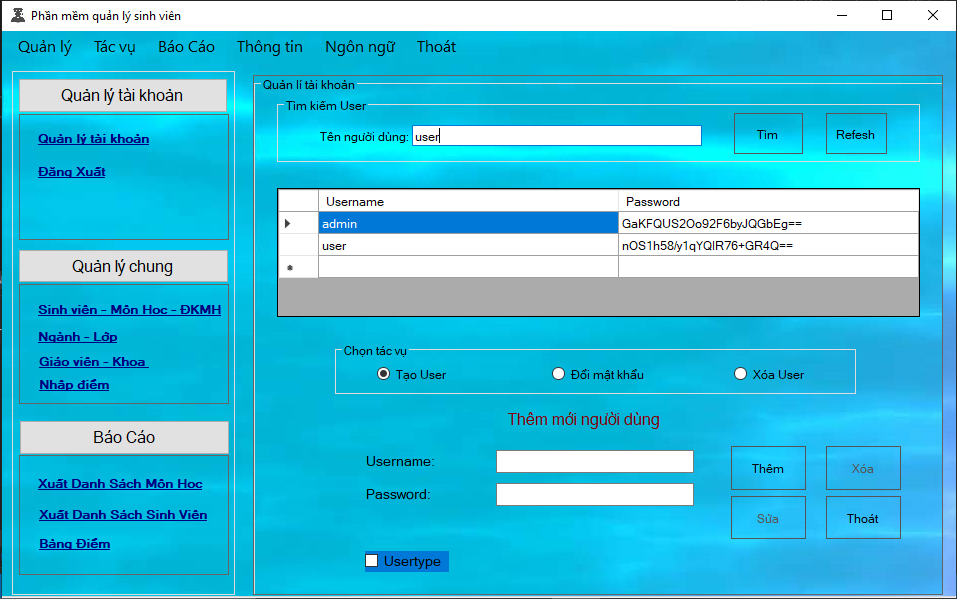 Phần mềm quản lý sinh viên
Quản lý Tác vụ Báo Cáo Thông tin Ngôn ngữ Thoát
Quản lý tài khoản
Quản lý tài khoản
Đăng Xuất
Quản lý chung
Sinh viên - Môn Học - ĐKMH
Ngành - Lớp
Giáo viên - Khoa
Nhập điểm
Báo Cáo
Xuất Danh Sách Môn Học
Xuất Danh Sách Sinh Viên
Bảng Điểm
Quản lí tài khoản
Tìm kiếm User
Tên người dùng: user Tìm Refesh
Username Password
admin GaKFQUS2Oo92F6byJQGbEg==
user nOS1h58/y1qYQIR76+GR4Q==
Chọn tác vụ
Tạo User Đổi mật khẩu Xóa User
Thêm mới người dùng
Username: Thêm Xóa
Password: Sửa Thoát
Usertype